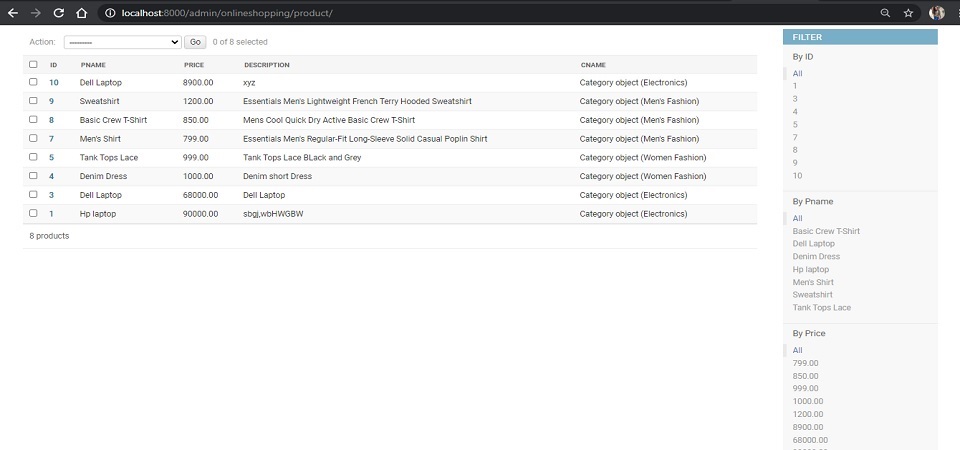 localhost:8000/admin/onlineshopping/product/
Action: --------- Go 0 of 8 selected
ID PNAME PRICE DESCRIPTION CNAME
10 Dell Laptop 8900.00 xyz Category object (Electronics)
9 Sweatshirt 1200.00 Essentials Men's Lightweight French Terry Hooded Sweatshirt Category object (Men's Fashion)
8 Basic Crew T-Shirt 850.00 Mens Cool Quick Dry Active Basic Crew T-Shirt Category object (Men's Fashion)
7 Men's Shirt 799.00 Essentials Men's Regular-Fit Long-Sleeve Solid Casual Poplin Shirt Category object (Men's Fashion)
5 Tank Tops Lace 999.00 Tank Tops Lace BLack and Grey Category object (Women Fashion)
4 Denim Dress 1000.00 Denim short Dress Category object (Women Fashion)
3 Dell Laptop 68000.00 Dell Laptop Category object (Electronics)
1 Hp laptop 90000.00 sbgj,wbHWGBW Category object (Electronics)
8 products
FILTER
By ID
All
1
3
4
5
7
8
9
10
By Pname
All
Basic Crew T-Shirt
Dell Laptop
Denim Dress
Hp laptop
Men's Shirt
Sweatshirt
Tank Tops Lace
By Price
All
799.00
850.00
999.00
1000.00
1200.00
8900.00
68000.00